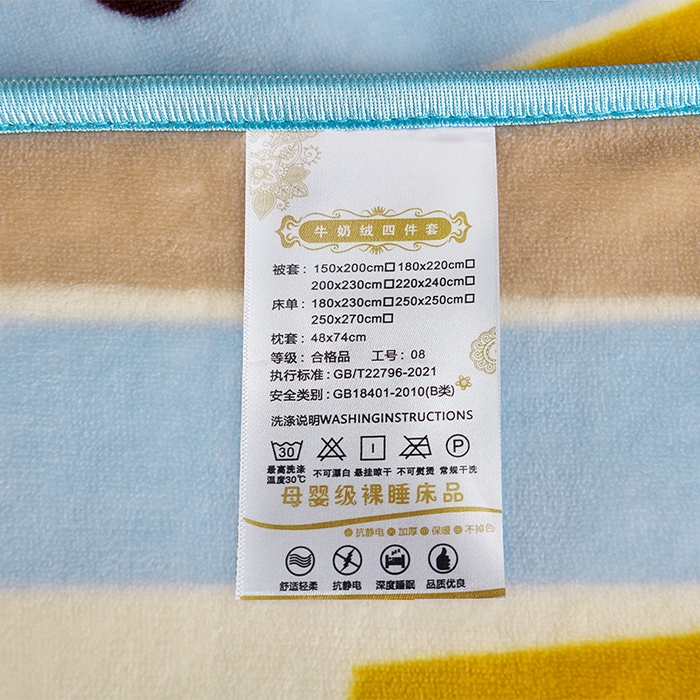 牛奶绒四件套
被套：150x200cm□180x220cm□
200x230cm□220x240cm□
床单：180x230cm□250x250cm□
250x270cm□
枕套：48x74cm
等级：合格品 工号：08
执行标准：GB/T22796-2021
安全类别：GB18401-2010(B类)
洗涤说明WASHINGINSTRUCTIONS
30 P
最高洗涤温度30℃ 不可漂白 悬挂晾干 不可熨烫 常规干洗
母婴级裸睡床品
抗静电 加厚 保暖 不掉色
舒适轻柔 抗静电 深度睡眠 品质优良